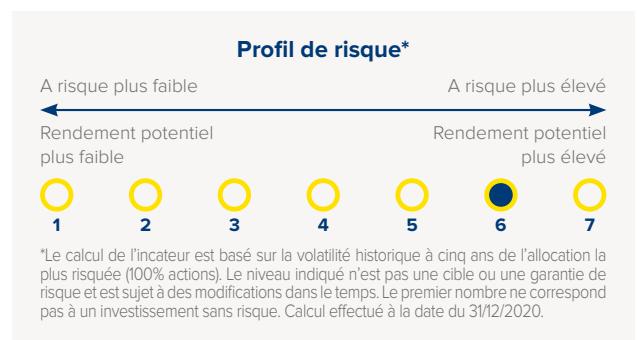 Profil de risque*
A risque plus faible A risque plus élevé
Rendement potentiel Rendement potentiel
plus faible plus élevé
1 2 3 4 5 6 7
*Le calcul de l'incateur est basé sur la volatilité historique à cinq ans de l'allocation la
plus risquée (100% actions). Le niveau indiqué n'est pas une cible ou une garantie de
risque et est sujet à des modifications dans le temps. Le premier nombre ne correspond
pas à un investissement sans risque. Calcul effectué à la date du 31/12/2020.